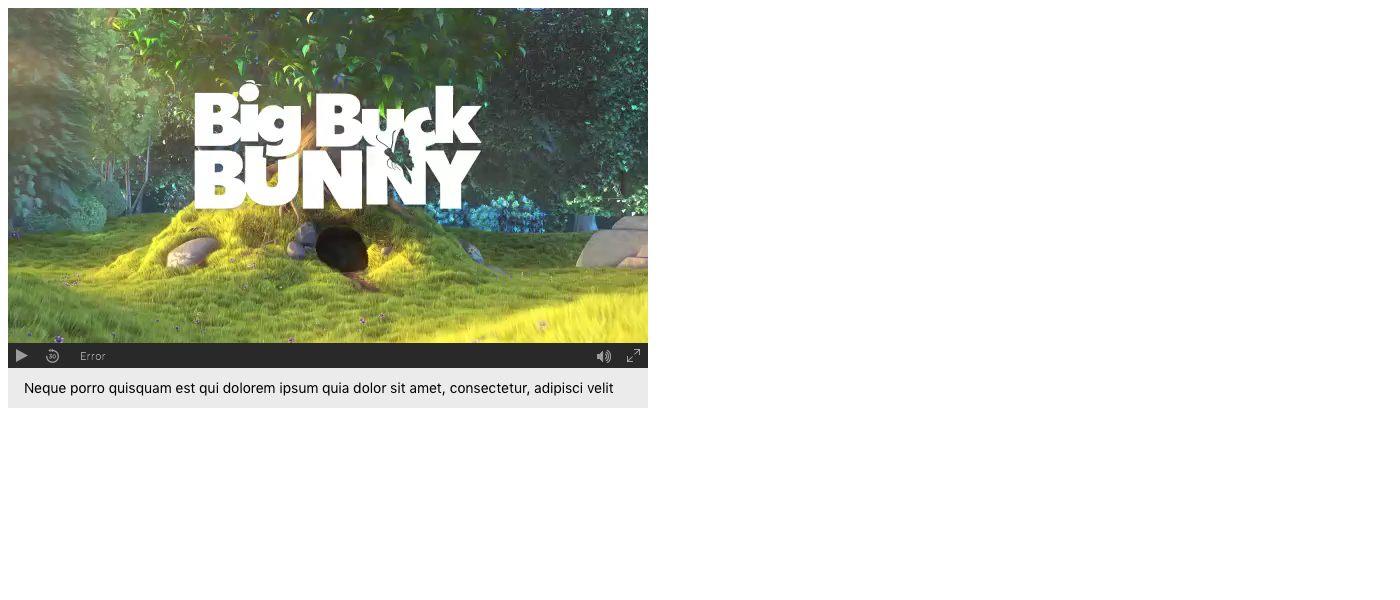 Big Buck
BUNNY
30
Error
Neque porro quisquam est qui dolorem ipsum quia dolor sit amet, consectetur, adipisci velit